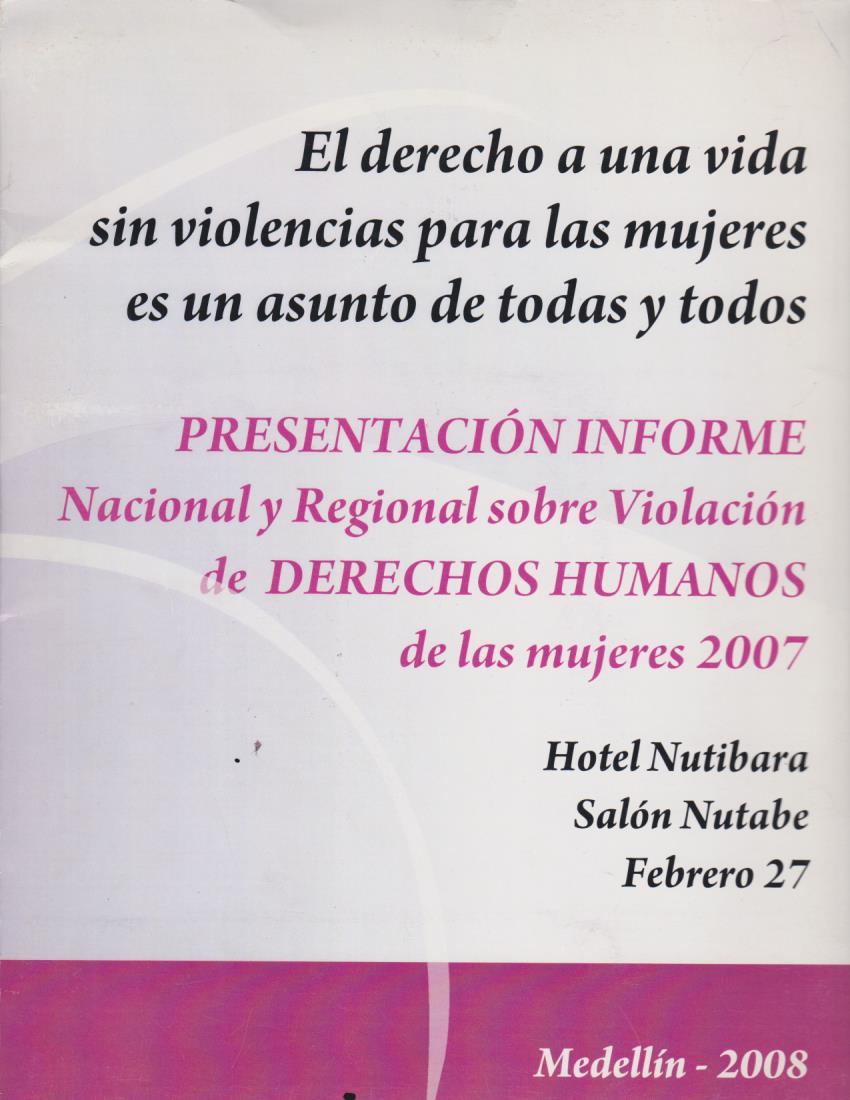 El derecho a una vida
sin violencias para las mujeres
es un asunto de todas y todos
PRESENTACIÓN INFORME
Nacional y Regional sobre Violación
de DERECHOS HUMANOS
de las mujeres 2007
Hotel Nutibara
Salón Nutabe
Febrero 27
Medellín - 2008